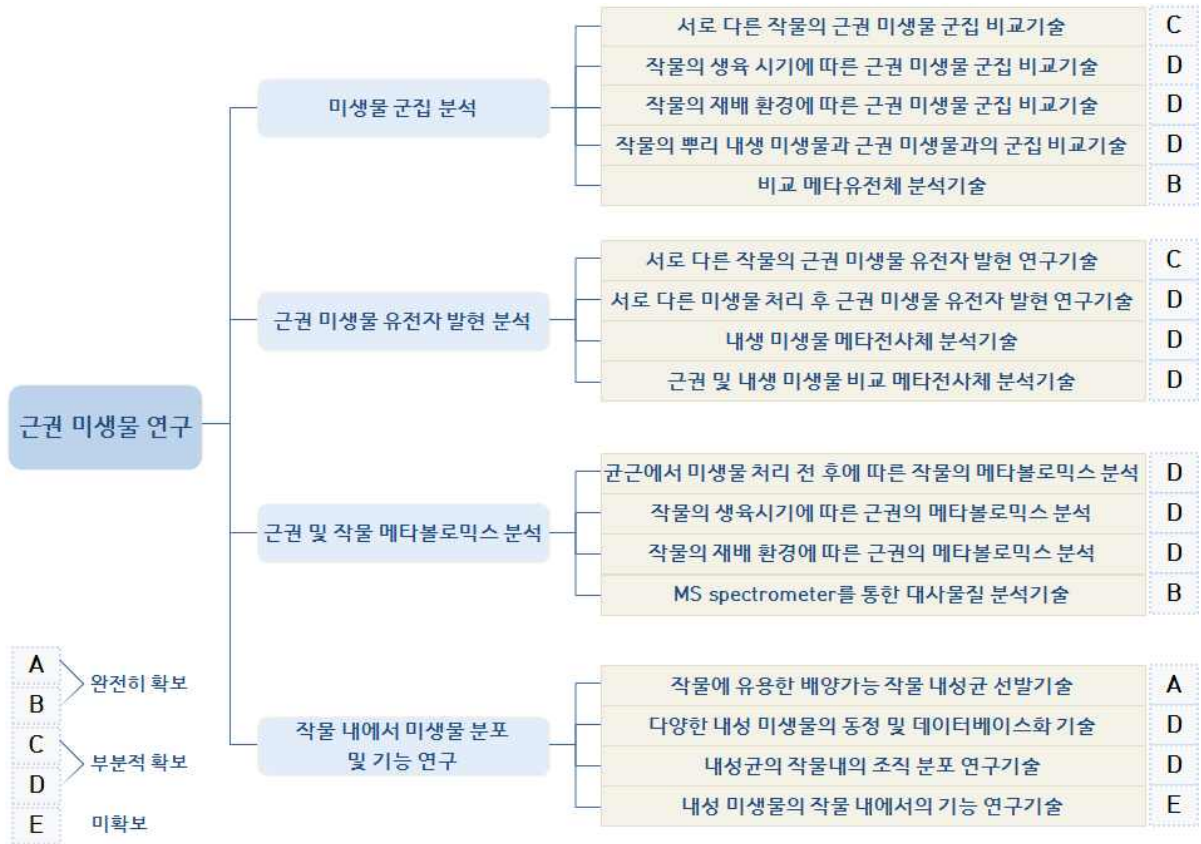 근권 미생물 연구
미생물 군집 분석
서로 다른 작물의 근권 미생물 군집 비교기술 C
작물의 생육 시기에 따른 근권 미생물 군집 비교기술 D
작물의 재배 환경에 따른 근권 미생물 군집 비교기술 D
작물의 뿌리 내생 미생물과 근권 미생물과의 군집 비교기술 D
비교 메타유전체 분석기술 B
근권 미생물 유전자 발현 분석
서로 다른 작물의 근권 미생물 유전자 발현 연구기술 C
서로 다른 미생물 처리 후 근권 미생물 유전자 발현 연구기술 D
내생 미생물 메타전사체 분석기술 D
근권 및 내생 미생물 비교 메타전사체 분석기술 D
근권 및 작물 메타볼로믹스 분석
균근에서 미생물 처리 전 후에 따른 작물의 메타볼로믹스 분석 D
작물의 생육시기에 따른 근권의 메타볼로믹스 분석 D
작물의 재배 환경에 따른 근권의 메타볼로믹스 분석 D
MS spectrometer를 통한 대사물질 분석기술 B
작물 내에서 미생물 분포
및 기능 연구
작물에 유용한 배양가능 작물 내성균 선발기술 A
다양한 내성 미생물의 동정 및 데이터베이스화 기술 D
내성균의 작물내의 조직 분포 연구기술 D
내성 미생물의 작물 내에서의 기능 연구기술 E
A
B
완전히 확보
C
D
부분적 확보
E 미확보